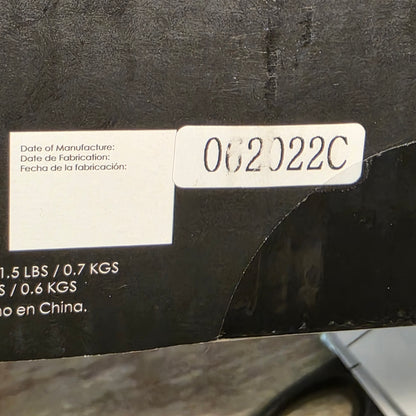 Date of Manufacture:
Date de Fabrication:
Fecha de la fabricación:
062022C
1.5 LBS / 0.7 KGS
/ 0.6 KGS
en China.